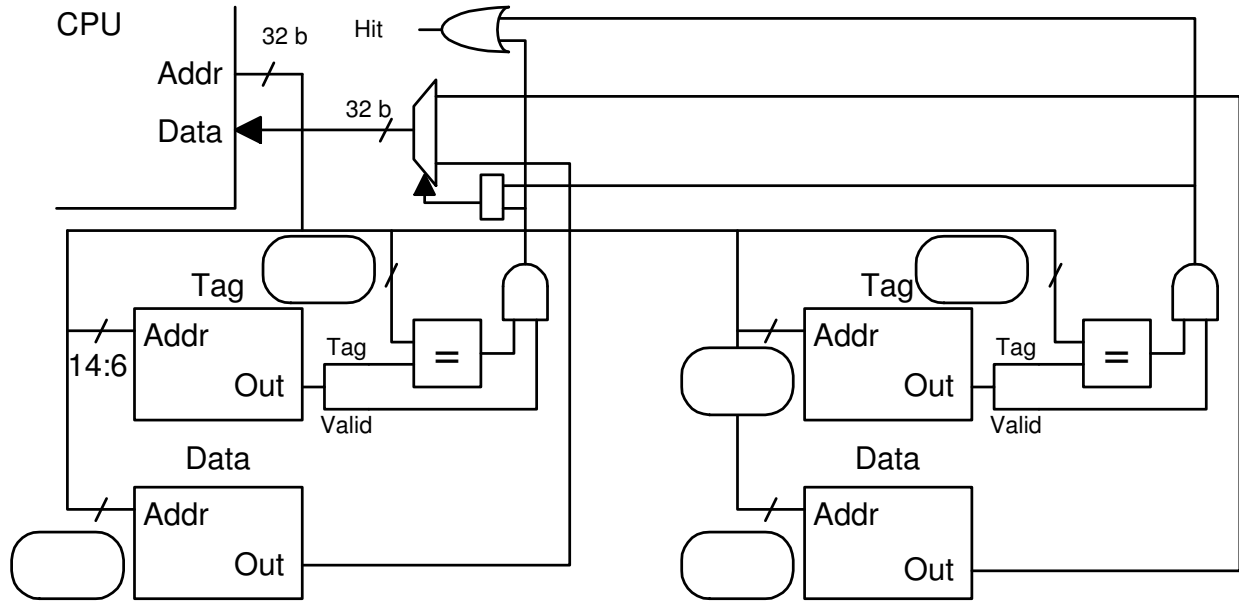 CPU
32 b
Hit
Addr
32 b
Data
Tag
Tag
Addr
14:6
Tag
=
Out
Valid
Addr
Tag
=
Out
Valid
Data
Data
Addr
Out
Addr
Out